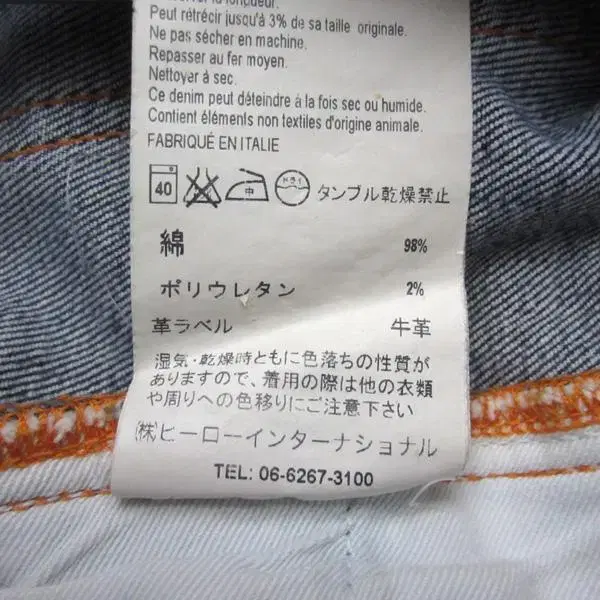 la longueur.
Peut rétrécir jusqu'à 3% de sa taille originale.
Ne pas sécher en machine.
Repasser au fer moyen.
Nettoyer à sec.
Ce denim peut déteindre à la fois sec ou humide.
Contient éléments non textiles d'origine animale.
FABRIQUÉ EN ITALIE
40 中 ドライ タンブル乾燥禁止
綿 98%
ポリウレタン 2%
革ラベル 牛革
湿気・乾燥時ともに色落ちの性質が
ありますので、着用の際は他の衣類
や周りへの色移りにご注意下さい
㈱ヒーローインターナショナル
TEL: 06-6267-3100